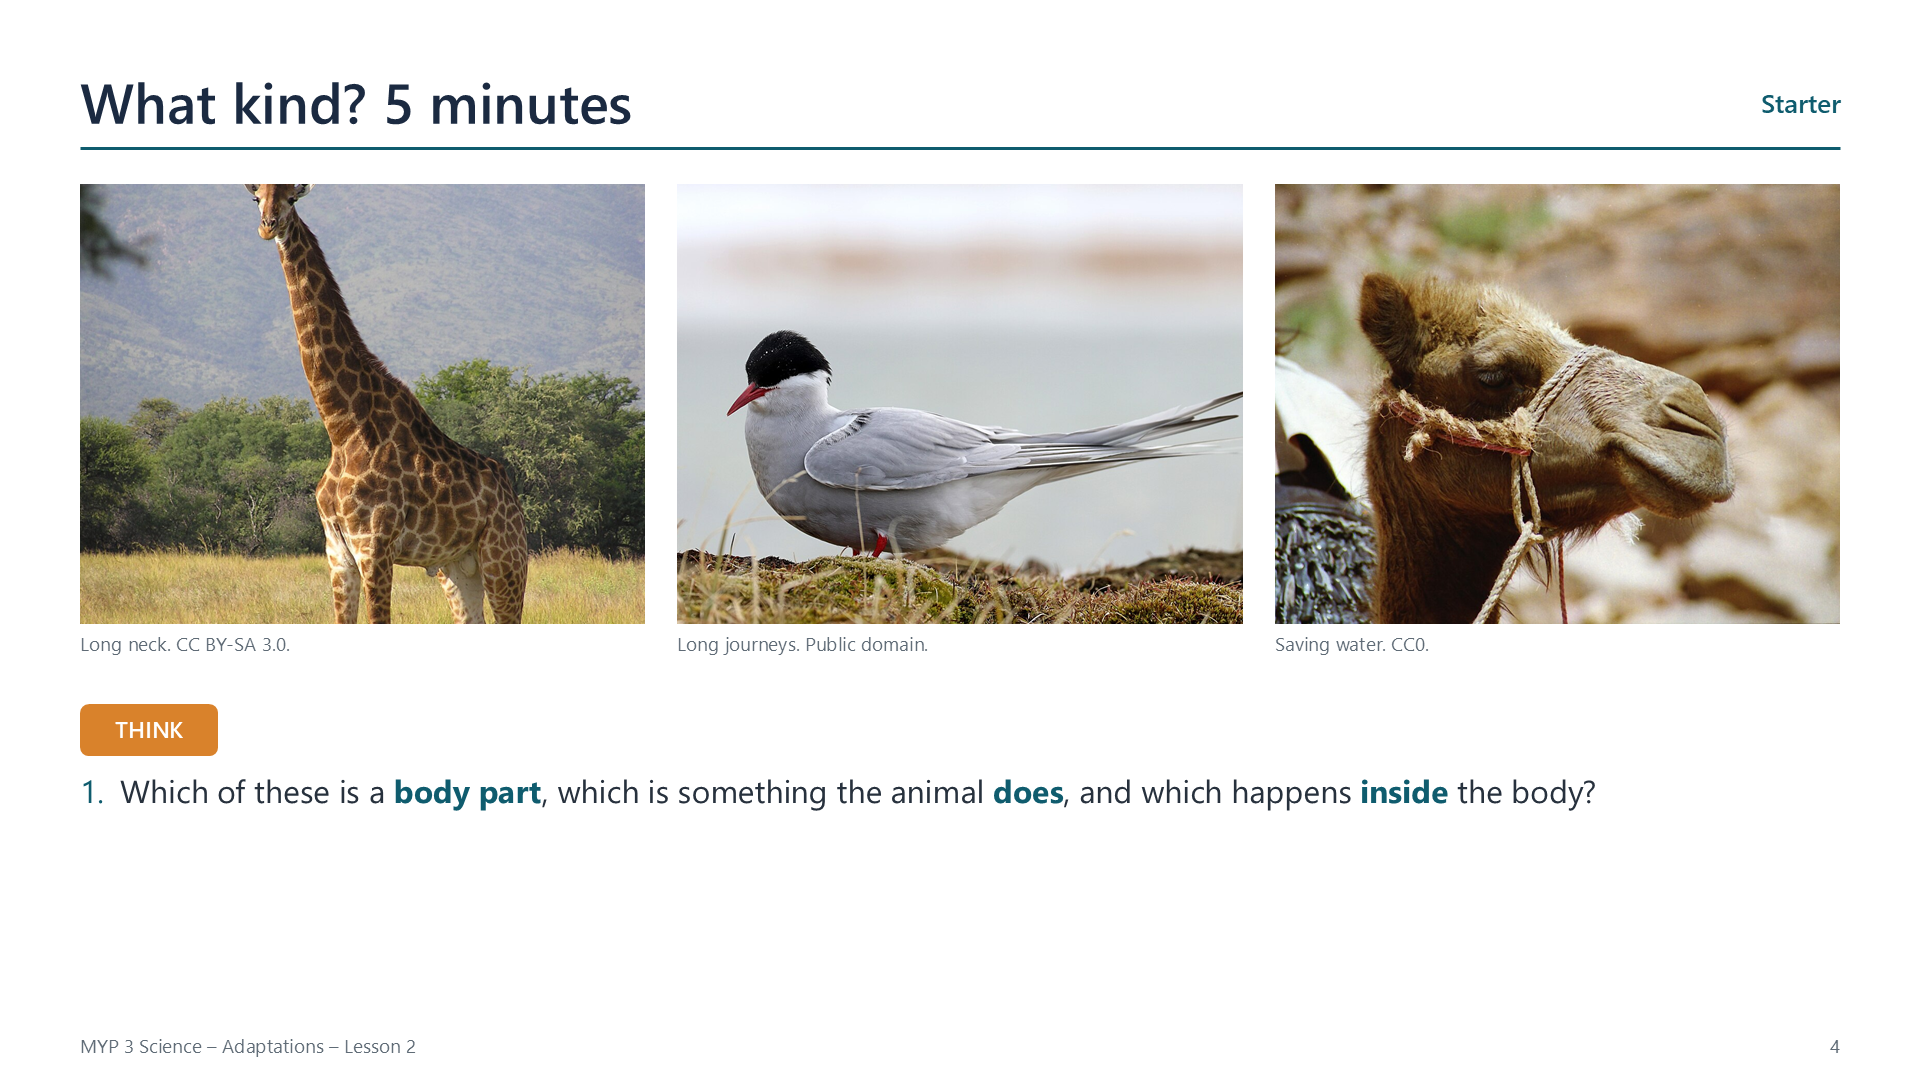 What kind? 5 minutes
Starter
Long neck. CC BY-SA 3.0.
Long journeys. Public domain.
Saving water. CC0.
THINK
1. Which of these is a body part, which is something the animal does, and which happens inside the body?
MYP 3 Science – Adaptations – Lesson 2
4